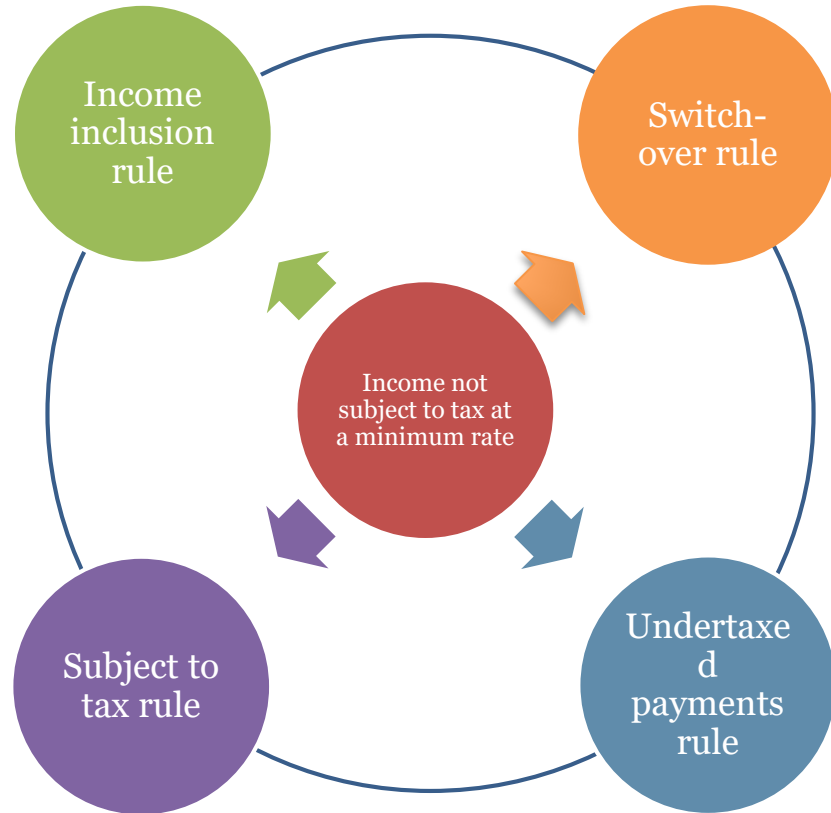 Income
inclusion
rule
Switch-
over rule
Income not
subject to tax at
a minimum rate
Subject to
tax rule
Undertaxe
d
payments
rule